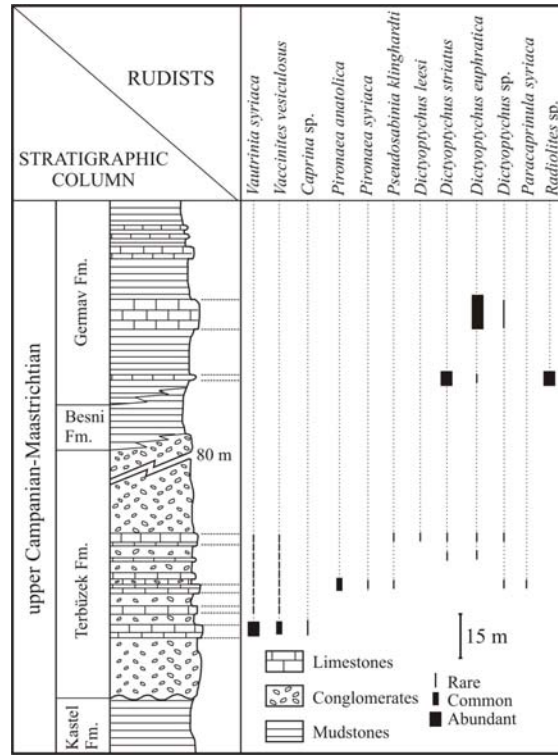 RUDISTS
STRATIGRAPHIC
COLUMN
Vautrinia syriaca
Vaccinites vesiculosus
Caprina sp.
Pironaea anatolica
Pironaea syriaca
Pseudosabinia klinghardti
Dictyoptychus leesi
Dictyoptychus striatus
Dictyoptychus euphratica
Dictyoptychus sp.
Paracaprinula syriaca
Radiolites sp.
upper Campanian-Maastrichtian
Germav Fm.
Besni
Fm.
80 m
Terbüzek Fm.
Kastel
Fm.
15 m
Limestones
Conglomerates
Mudstones
Rare
Common
Abundant